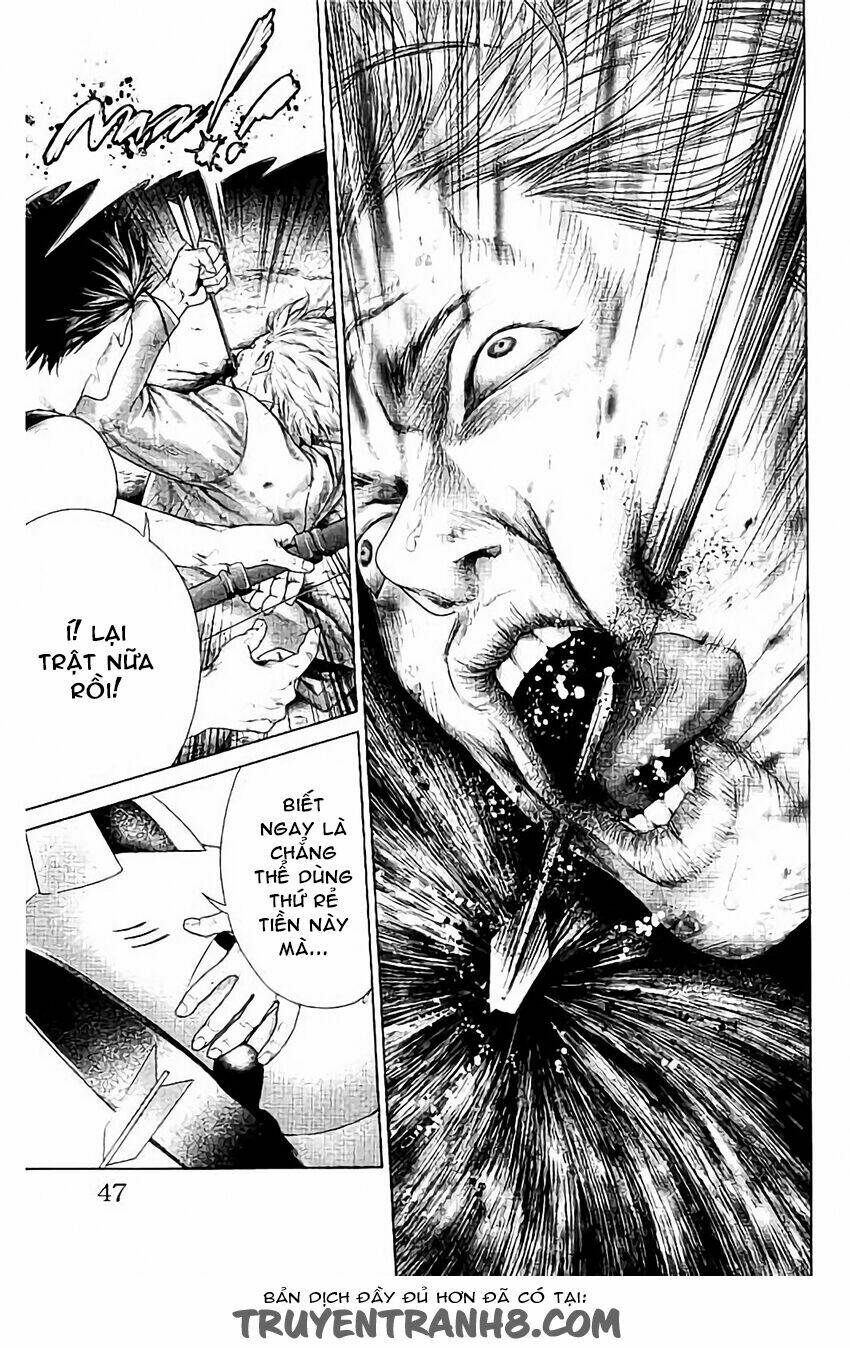 Í! LẠI
TRẬT NỮA
RỒI!
BIẾT
NGAY LÀ
CHẲNG
THỂ DÙNG
THỨ RẺ
TIỀN NÀY
MÀ...
47
BẢN DỊCH ĐẦY ĐỦ HƠN ĐÃ CÓ TẠI:
TRUYENTRANH8.COM